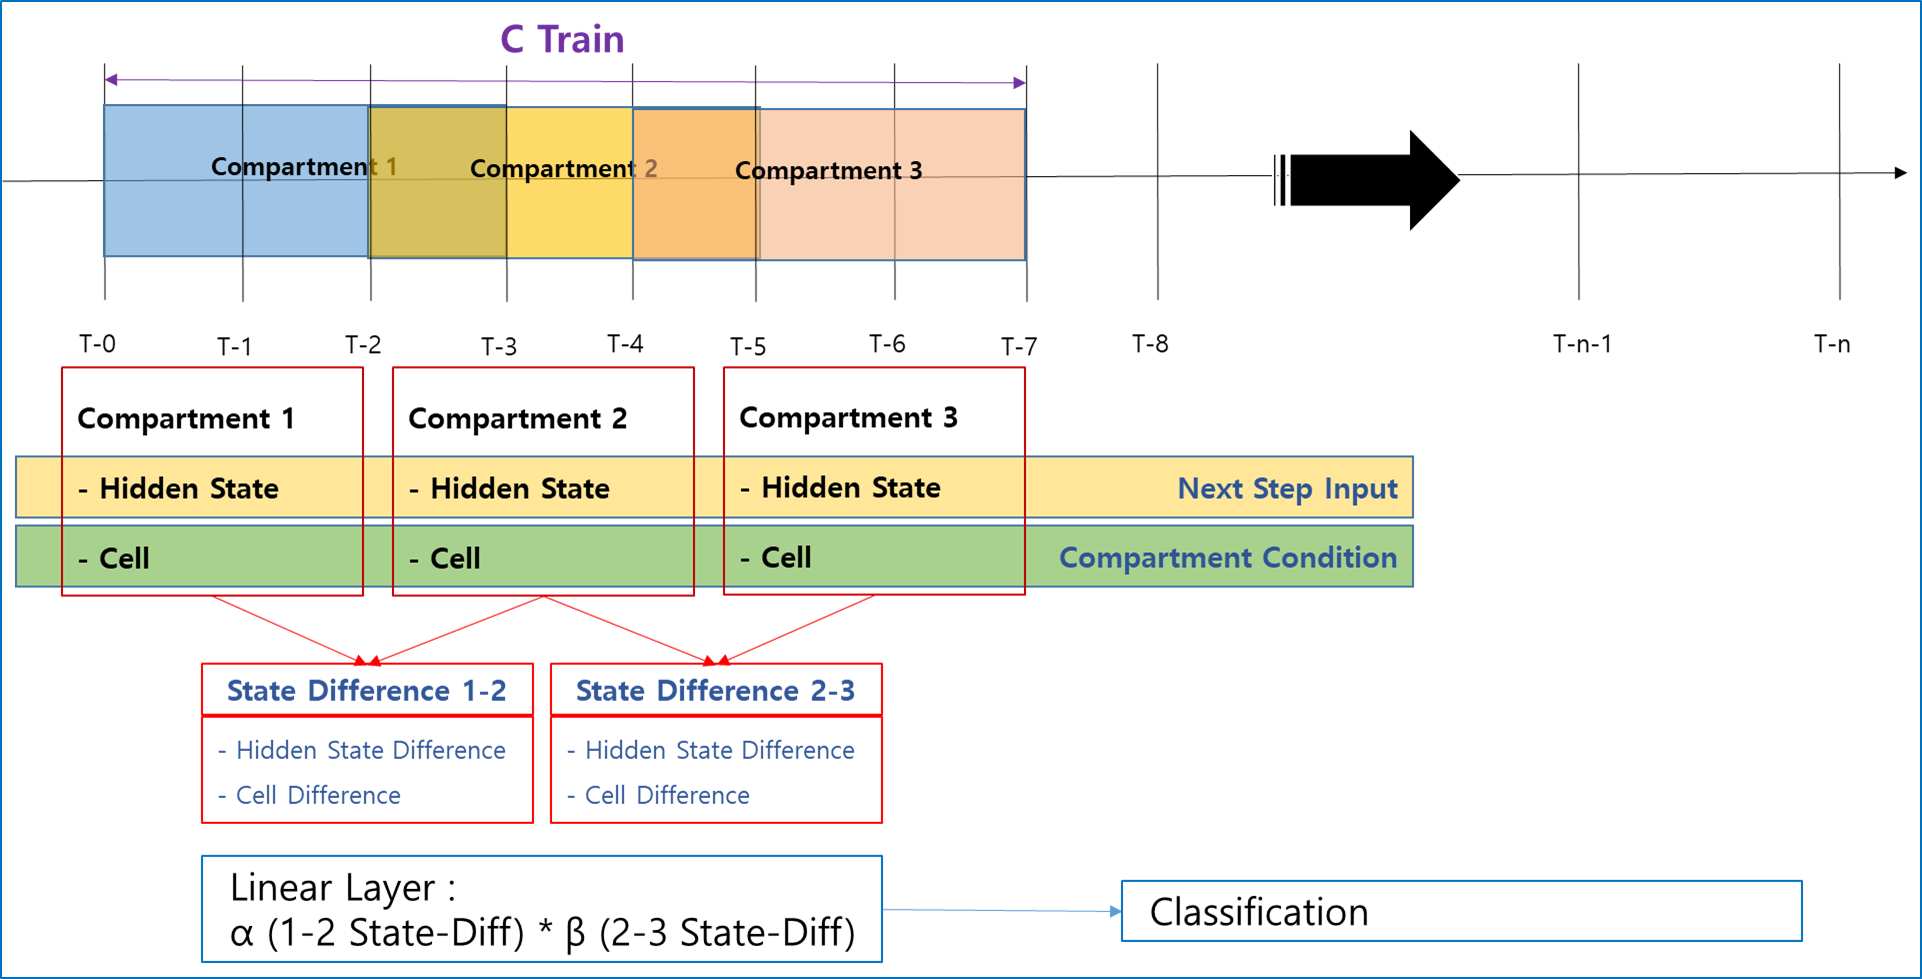 C Train
Compartment 1
Compartment 2
Compartment 3
T-0
T-1
T-2
T-3
T-4
T-5
T-6
T-7
T-8
T-n-1
T-n
Compartment 1
Compartment 2
Compartment 3
- Hidden State
- Hidden State
- Hidden State
Next Step Input
- Cell
- Cell
- Cell
Compartment Condition
State Difference 1-2
State Difference 2-3
- Hidden State Difference
- Cell Difference
- Hidden State Difference
- Cell Difference
Linear Layer :
α (1-2 State-Diff) * β (2-3 State-Diff)
Classification